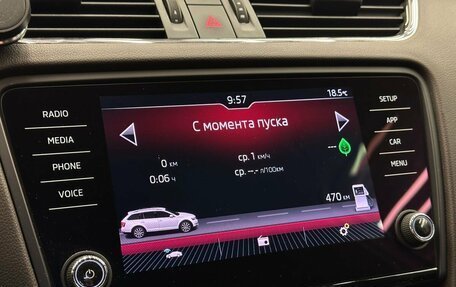 9:57
18.5°C
RADIO
MEDIA
PHONE
VOICE
С момента пуска
0 км
0:06 ч
ср. 1 км/ч
ср. --.- л/100км
---
470 км
SETUP
APP
CAR
MENU